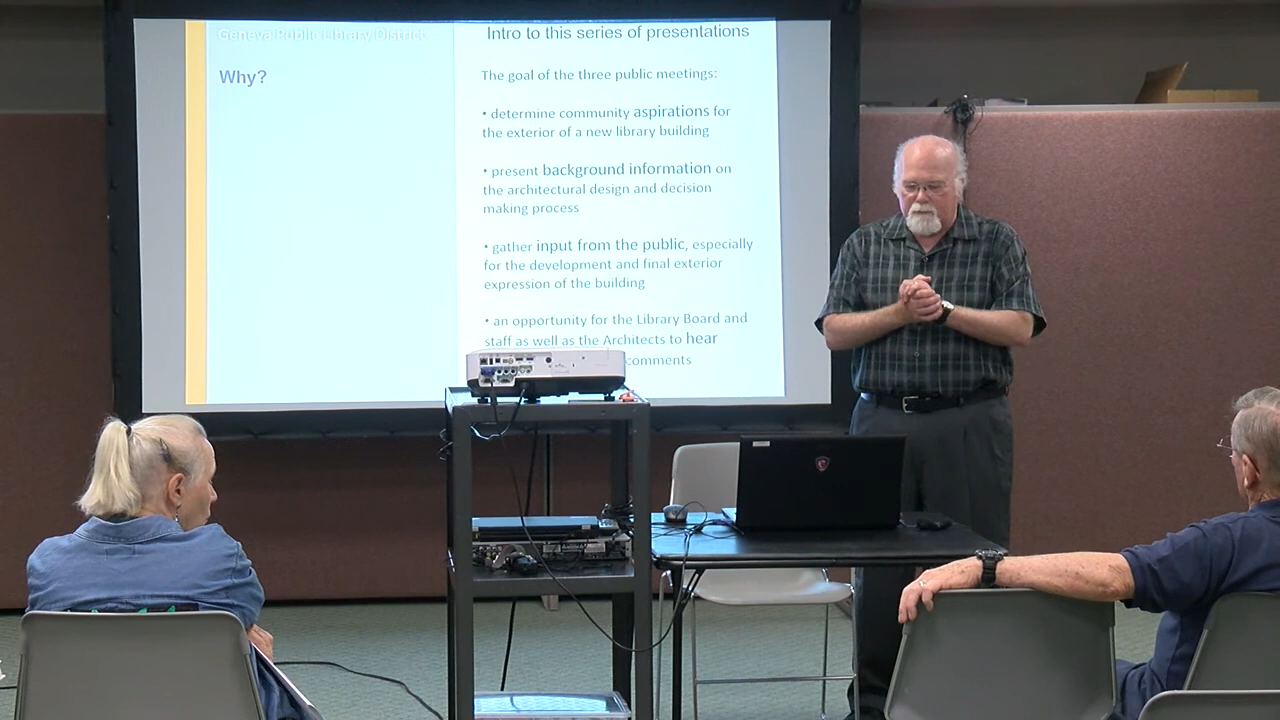 Geneva Public Library District
Why?
Intro to this series of presentations
The goal of the three public meetings:
• determine community aspirations for
the exterior of a new library building
• present background information on
the architectural design and decision
making process
• gather input from the public, especially
for the development and final exterior
expression of the building
• an opportunity for the Library Board and
staff as well as the Architects to hear
comments